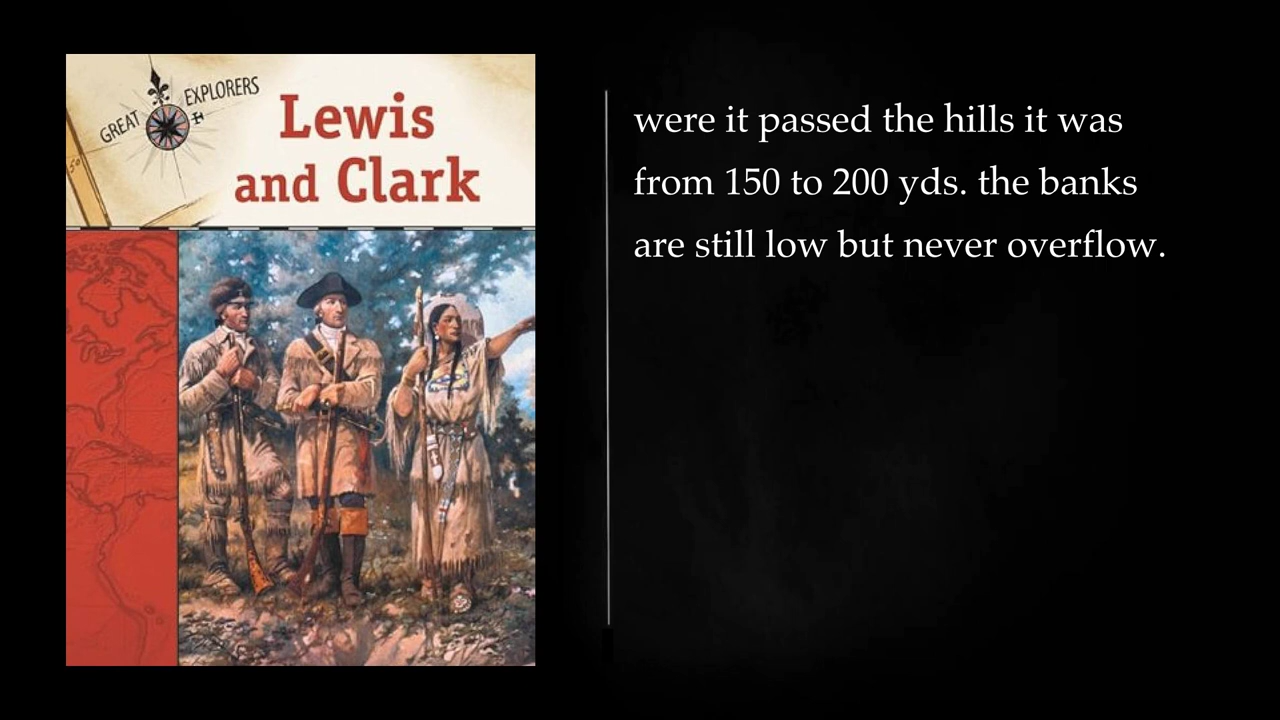 GREAT EXPLORERS
Lewis
and Clark
50
were it passed the hills it was
from 150 to 200 yds. the banks
are still low but never overflow.